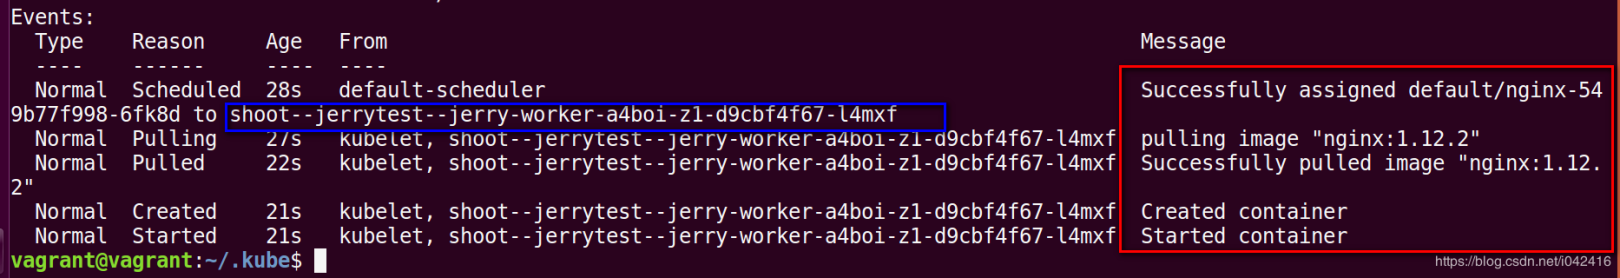 Events:
Type Reason Age From Message
---- ------ ---- ---- -------
Normal Scheduled 28s default-scheduler Successfully assigned default/nginx-54
9b77f998-6fk8d to shoot--jerrytest--jerry-worker-a4boi-z1-d9cbf4f67-l4mxf
Normal Pulling 27s kubelet, shoot--jerrytest--jerry-worker-a4boi-z1-d9cbf4f67-l4mxf pulling image "nginx:1.12.2"
Normal Pulled 22s kubelet, shoot--jerrytest--jerry-worker-a4boi-z1-d9cbf4f67-l4mxf Successfully pulled image "nginx:1.12.
2"
Normal Created 21s kubelet, shoot--jerrytest--jerry-worker-a4boi-z1-d9cbf4f67-l4mxf Created container
Normal Started 21s kubelet, shoot--jerrytest--jerry-worker-a4boi-z1-d9cbf4f67-l4mxf Started container
vagrant@vagrant:~/.kube$
https://blog.csdn.net/i042416